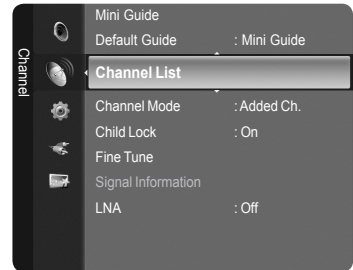 Channel
Mini Guide
Default Guide : Mini Guide
Channel List
Channel Mode : Added Ch.
Child Lock : On
Fine Tune
Signal Information
LNA : Off